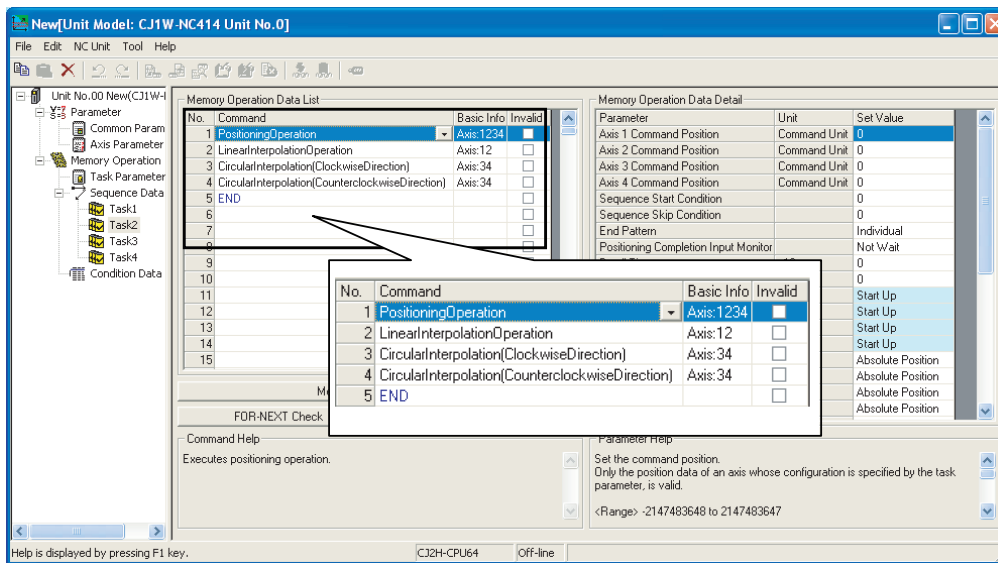 New[Unit Model: CJ1W-NC414 Unit No.0]
File Edit NC Unit Tool Help
Unit No.00 New(CJ1W-I
Parameter
Common Param
Axis Parameter
Memory Operation
Task Parameter
Sequence Data
Task1
Task2
Task3
Task4
Condition Data
Memory Operation Data List
No. Command Basic Info Invalid
1 PositioningOperation Axis:1234
2 LinearInterpolationOperation Axis:12
3 CircularInterpolation(ClockwiseDirection) Axis:34
4 CircularInterpolation(CounterclockwiseDirection) Axis:34
5 END
6
7
9
10
11
12
13
14
15
FOR-NEXT Check
Command Help
Executes positioning operation.
No. Command Basic Info Invalid
1 PositioningOperation Axis:1234
2 LinearInterpolationOperation Axis:12
3 CircularInterpolation(ClockwiseDirection) Axis:34
4 CircularInterpolation(CounterclockwiseDirection) Axis:34
5 END
Memory Operation Data Detail
Parameter Unit Set Value
Axis 1 Command Position Command Unit 0
Axis 2 Command Position Command Unit 0
Axis 3 Command Position Command Unit 0
Axis 4 Command Position Command Unit 0
Sequence Start Condition 0
Sequence Skip Condition 0
End Pattern Individual
Positioning Completion Input Monitor Not Wait
0
0
Start Up
Start Up
Start Up
Start Up
Absolute Position
Absolute Position
Absolute Position
Absolute Position
Parameter Help
Set the command position.
Only the position data of an axis whose configuration is specified by the task
parameter, is valid.
<Range> -2147483648 to 2147483647
Help is displayed by pressing F1 key. CJ2H-CPU64 Off-line